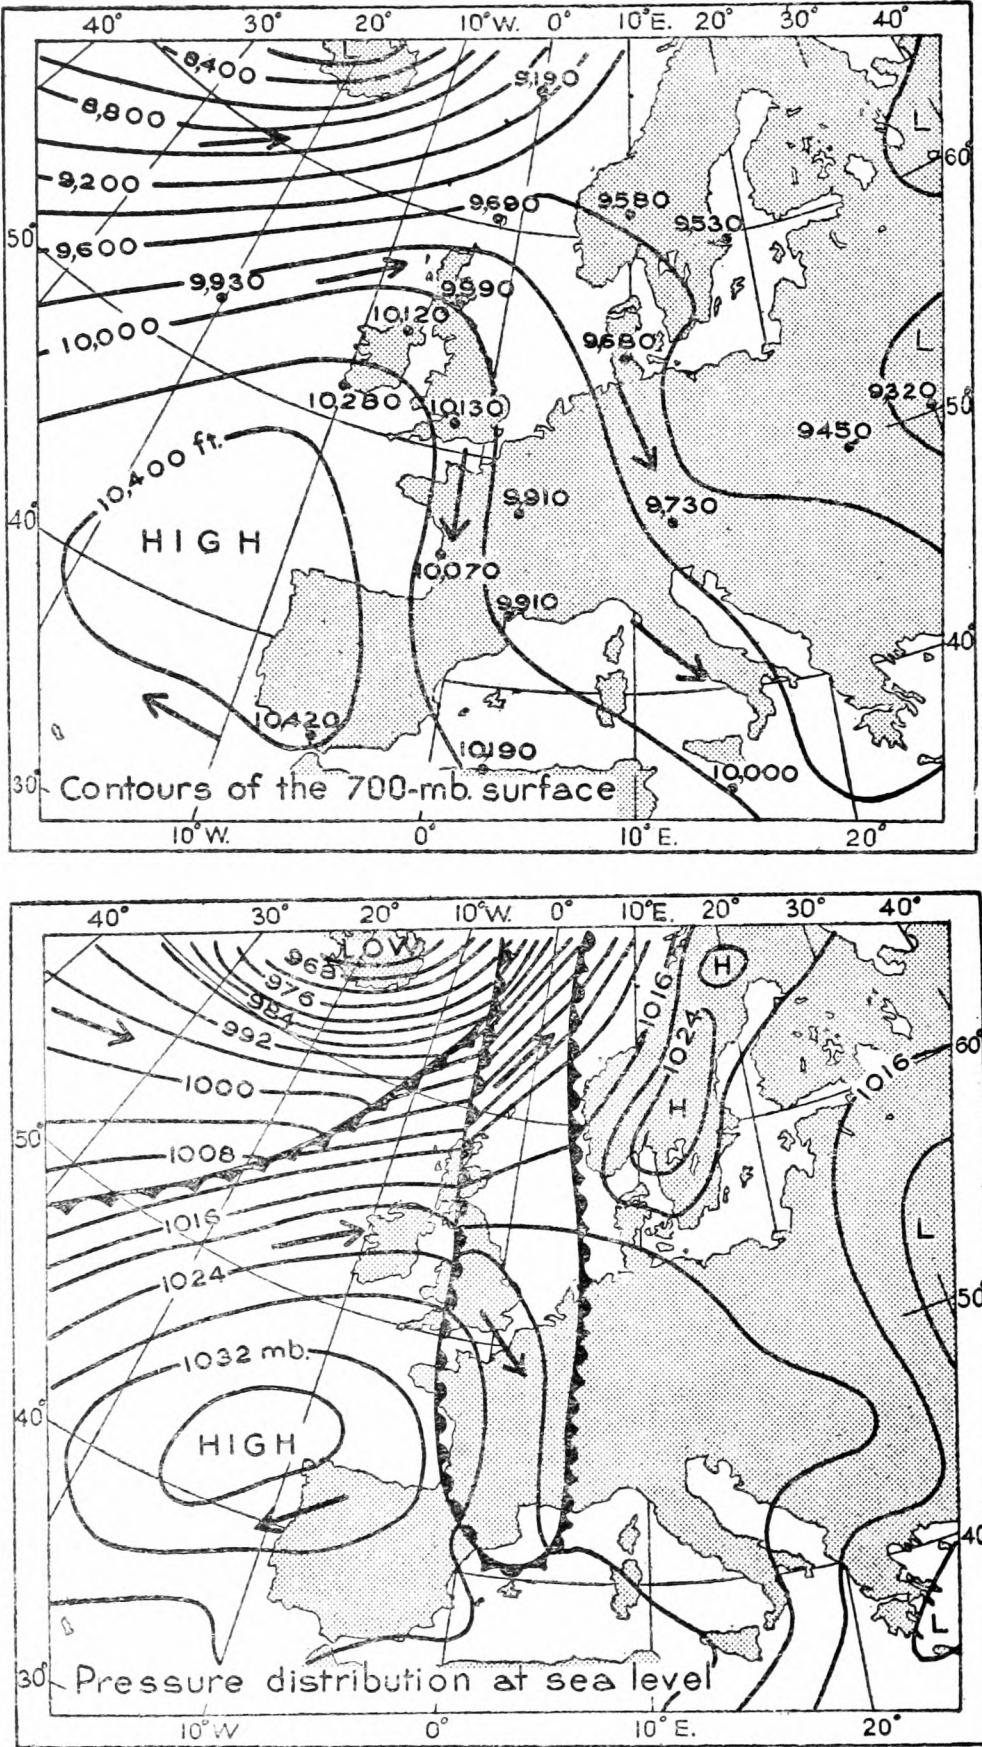 40° 30° 20° 10°W. 0° 10°E. 20° 30° 40°
8,400
L
9,190
8,800
L
60°
9,200
9,690 9,580
9,530
50°
9,600
9,930
9,990
10,120
10,000
9,680
L
10,280 10,130
9,320
50°
9,450
10,400 ft.
9,910
9,730
40°
HIGH
10,070
9,910
40°
10,420
10,190
10,000
30°
Contours of the 700-mb. surface
10°W. 0° 10°E. 20°
40° 30° 20° 10°W. 0° 10°E. 20° 30° 40°
LOW
968
H
976
1016
984
1024
992
60°
1016
1000
H
50°
1008
1016
L
1024
50°
1032 mb.
40°
HIGH
40
L
30°
Pressure distribution at sea level
10°W 0° 10°E. 20°